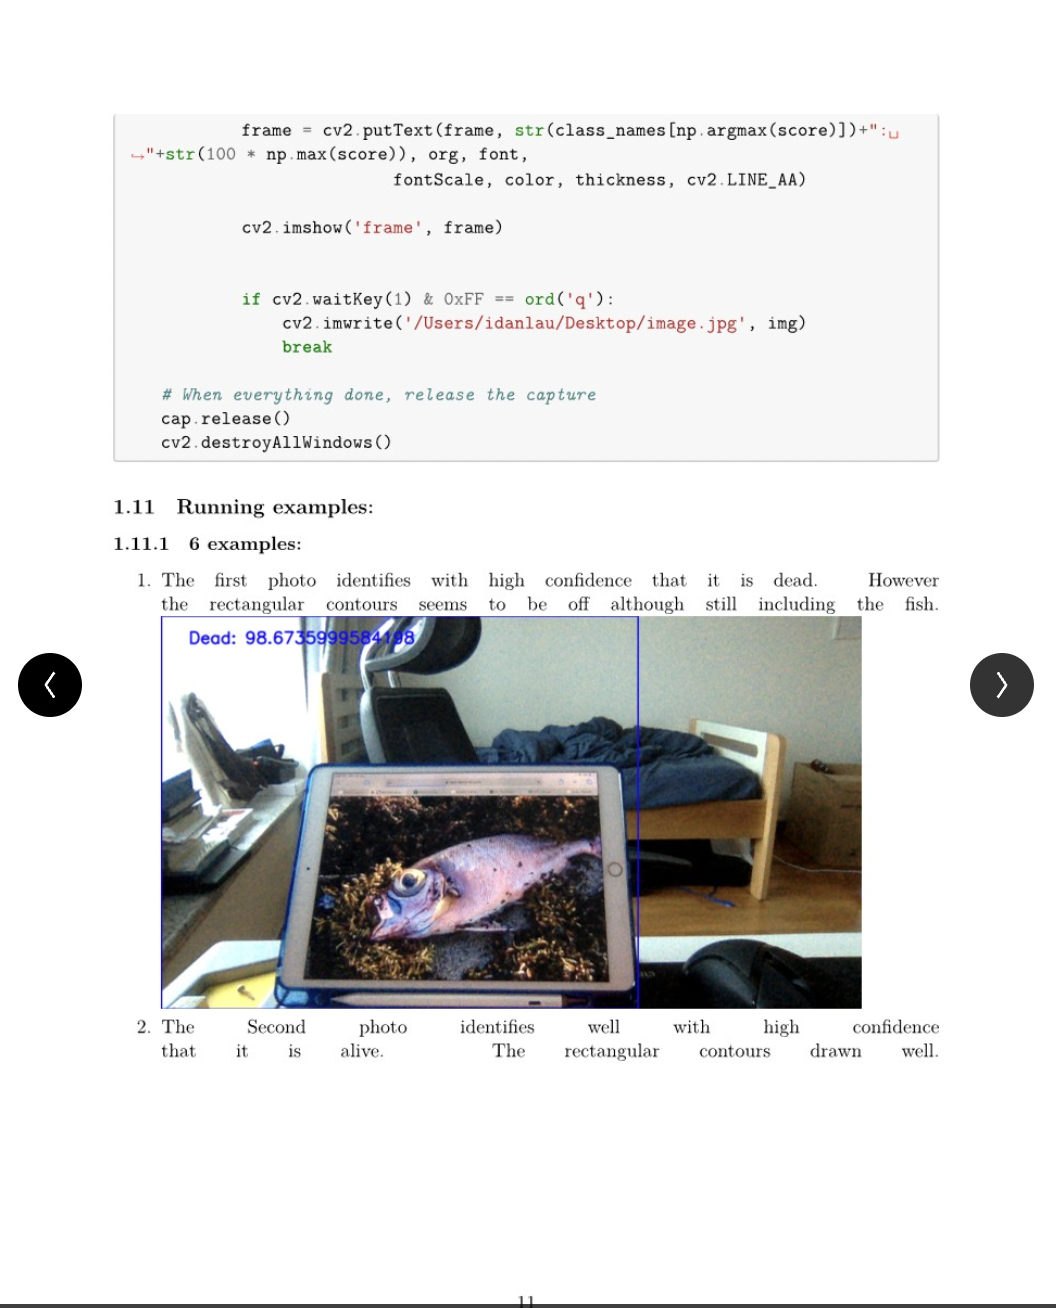 frame = cv2.putText(frame, str(class_names[np.argmax(score)])+":␣
↪"+str(100 * np.max(score)), org, font,
fontScale, color, thickness, cv2.LINE_AA)
cv2.imshow('frame', frame)
if cv2.waitKey(1) & 0xFF == ord('q'):
cv2.imwrite('/Users/idanlau/Desktop/image.jpg', img)
break
# When everything done, release the capture
cap.release()
cv2.destroyAllWindows()
1.11 Running examples:
1.11.1 6 examples:
1. The first photo identifies with high confidence that it is dead. However
the rectangular contours seems to be off although still including the fish.
Dead: 98.6735999584198
2. The Second photo identifies well with high confidence
that it is alive. The rectangular contours drawn well.
11